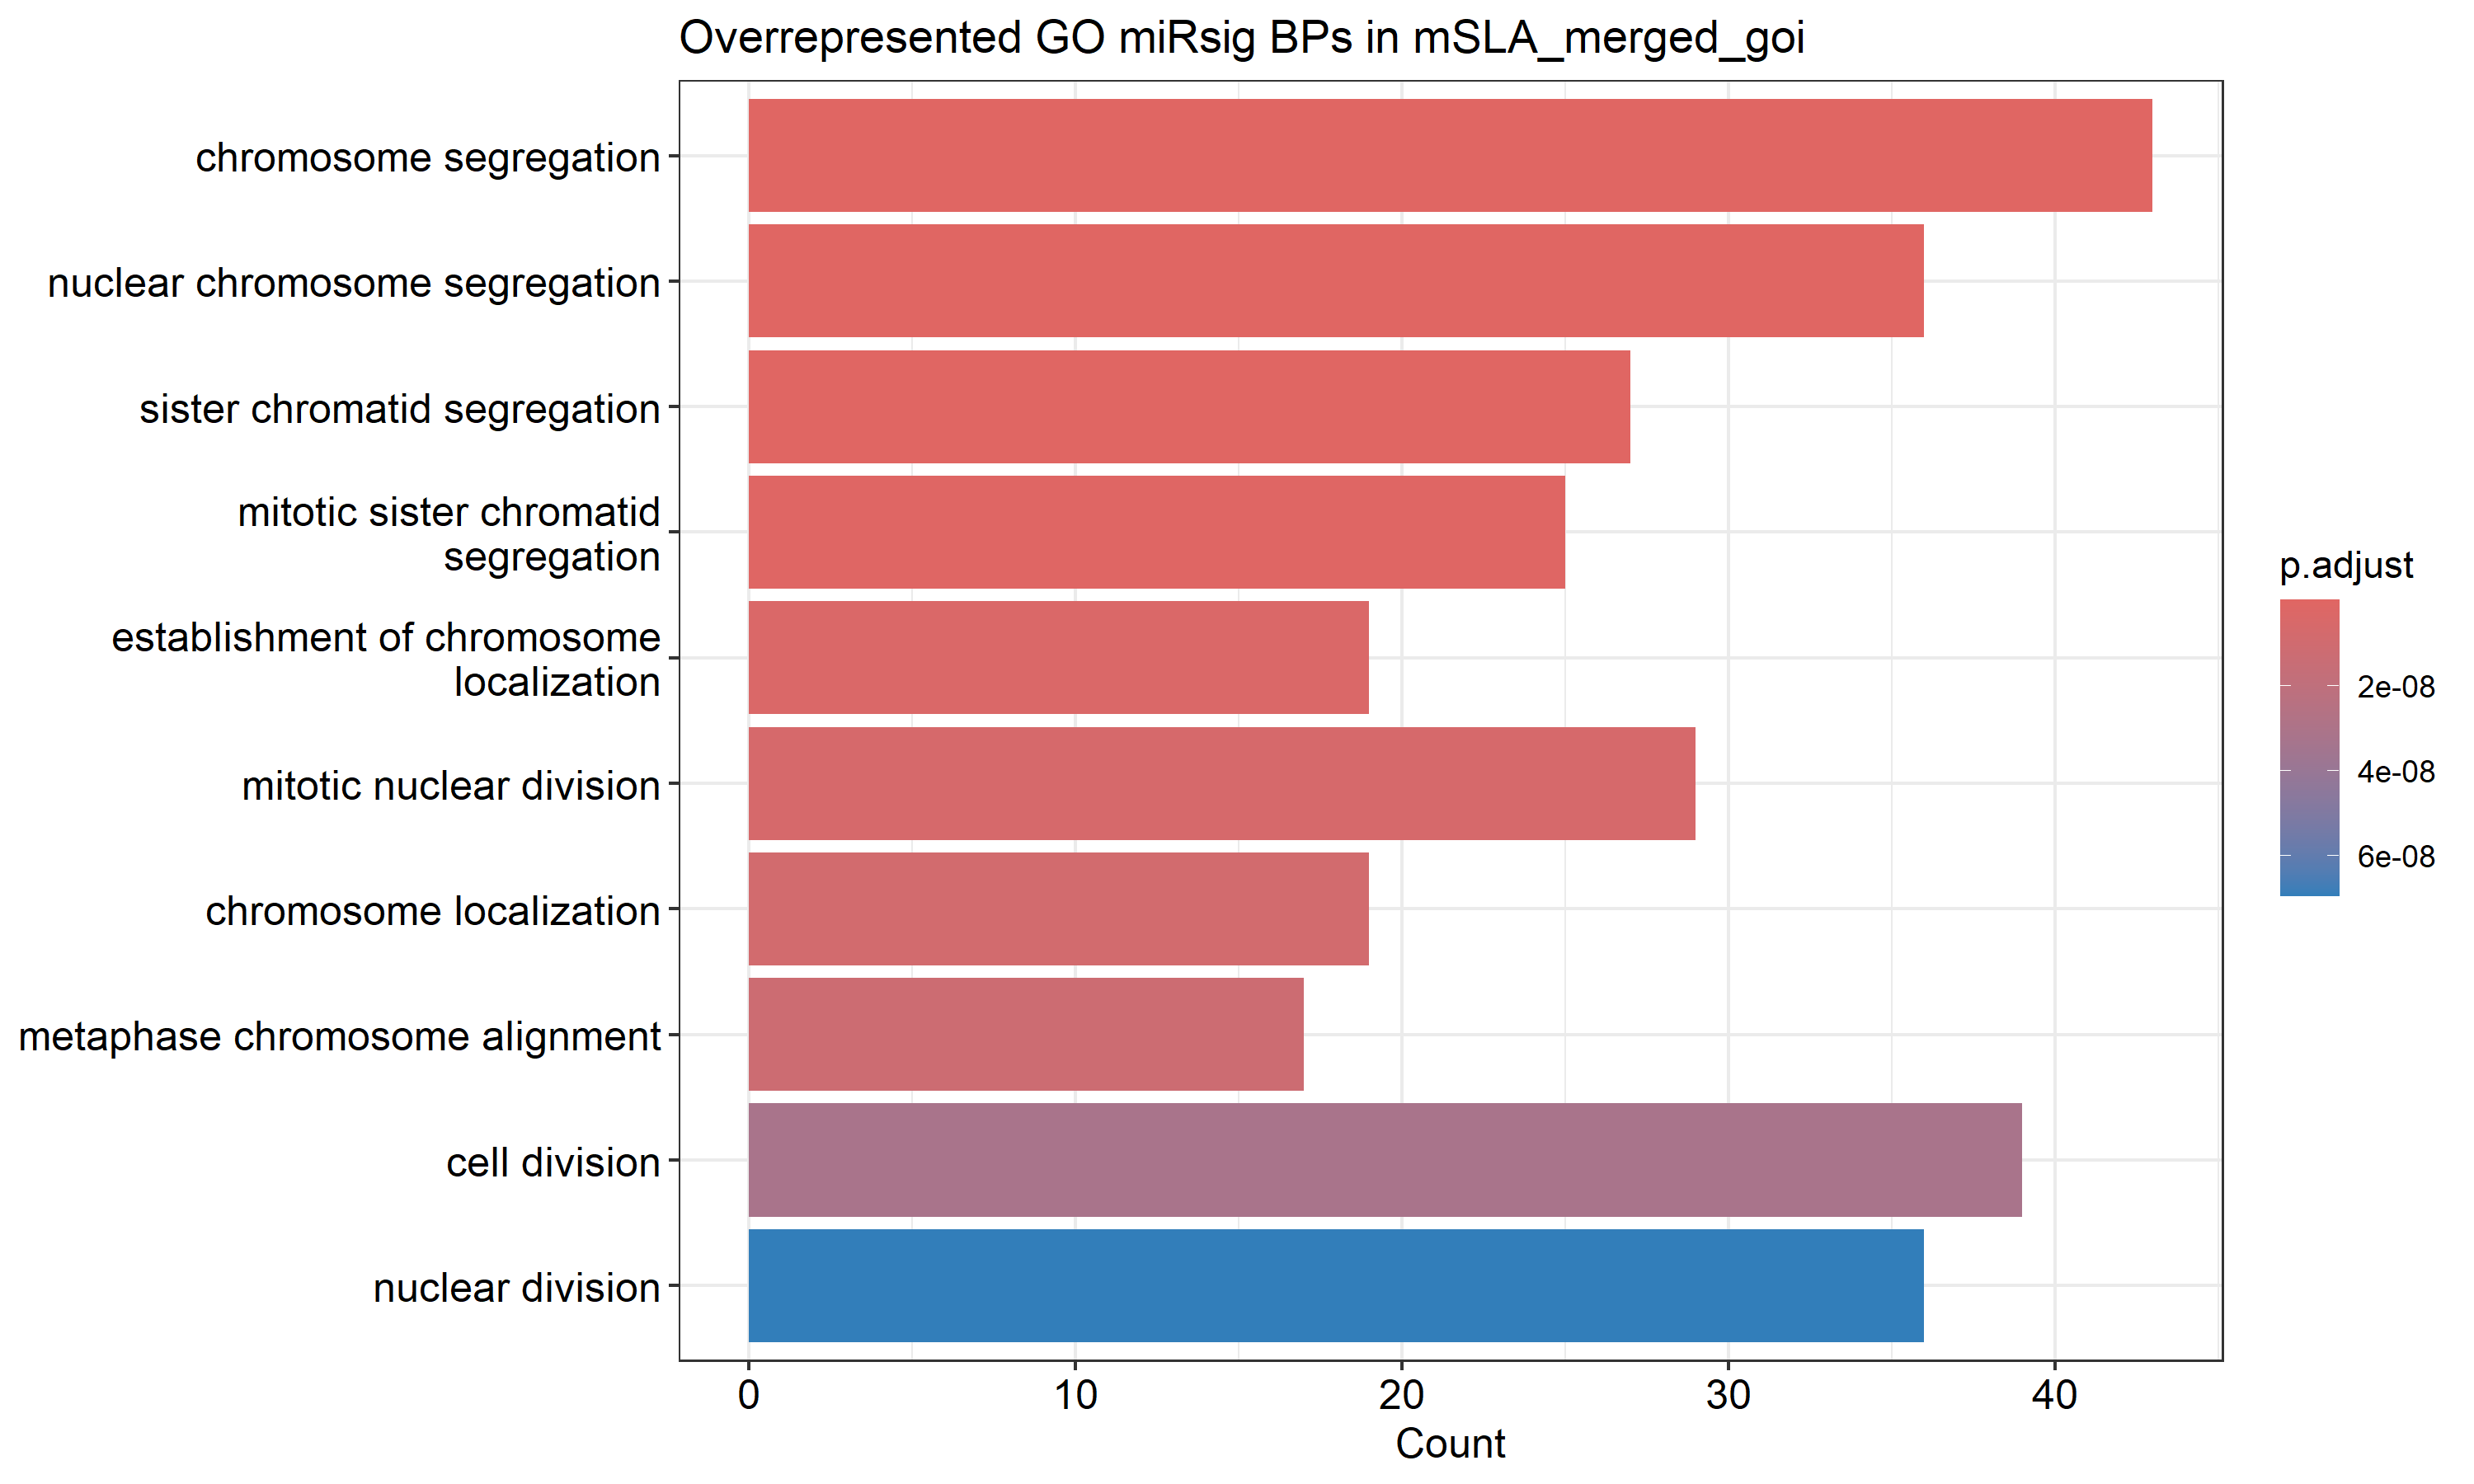 Overrepresented GO miRsig BPs in mSLA_merged_goi
chromosome segregation
nuclear chromosome segregation
sister chromatid segregation
mitotic sister chromatid
segregation
establishment of chromosome
localization
mitotic nuclear division
chromosome localization
metaphase chromosome alignment
cell division
nuclear division
0 10 20 30 40
Count
p.adjust
2e-08
4e-08
6e-08